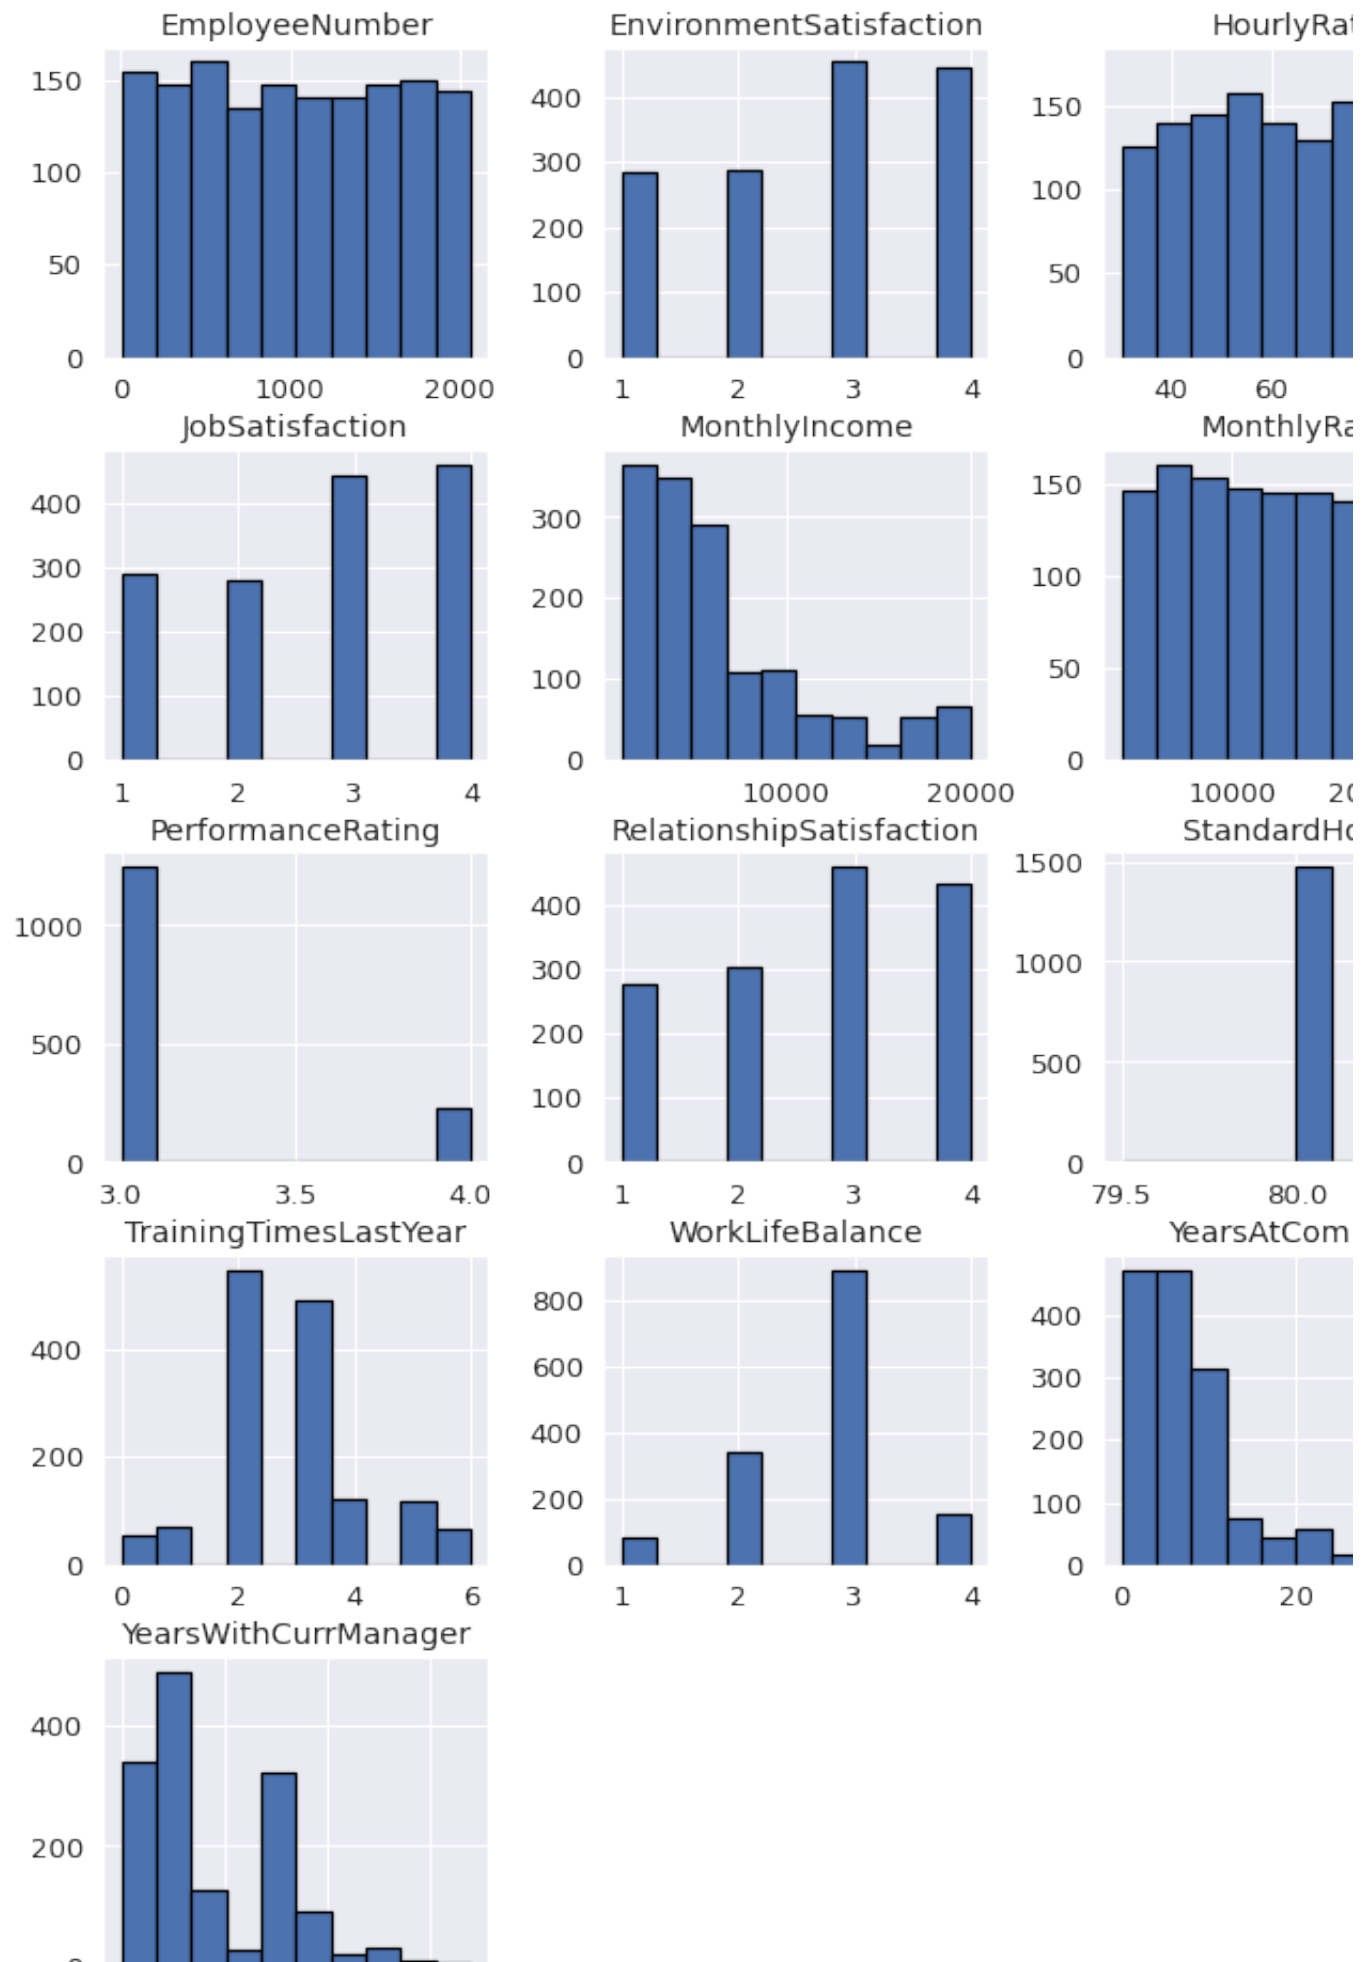 EmployeeNumber EnvironmentSatisfaction HourlyRat
150 400 150
100 300 100
50 200 50
0 100 0
0
0 1000 2000 1 2 3 4 40 60
JobSatisfaction MonthlyIncome MonthlyRa
400 300 150
300 200 100
200 100 50
100 0 0
0
1 2 3 4 10000 20000 10000 20
PerformanceRating RelationshipSatisfaction StandardHo
1000 400 1500
500 300 1000
0 200 500
100 0
0
3.0 3.5 4.0 1 2 3 4 79.5 80.0
TrainingTimesLastYear WorkLifeBalance YearsAtCom
400 800 400
200 600 300
0 400 200
200 100
0 0
0 2 4 6 1 2 3 4 0 20
YearsWithCurrManager
400
200